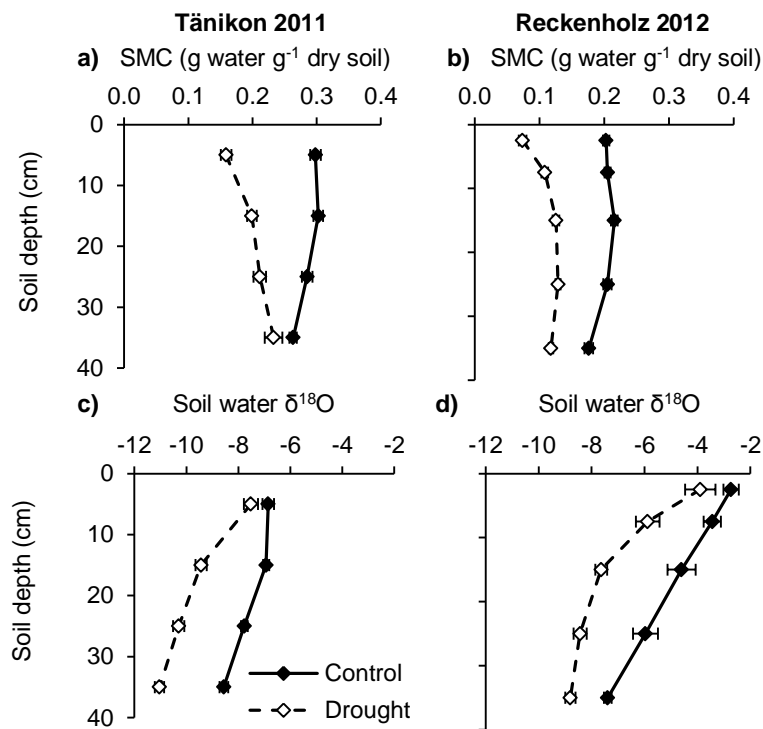 Tänikon 2011 Reckenholz 2012
a) SMC (g water g⁻¹ dry soil) b) SMC (g water g⁻¹ dry soil)
0.0 0.2 0.3 0.4 0.0 0.1 0.2 0.3 0.4
0
10
20
30
40
Soil depth (cm)
c) Soil water δ¹⁸O d) Soil water δ¹⁸O
-12 -10 -8 -6 -4 -2 -12 -10 -8 -6 -4 -2
0
10
20
30
40
Soil depth (cm)
Control
Drought